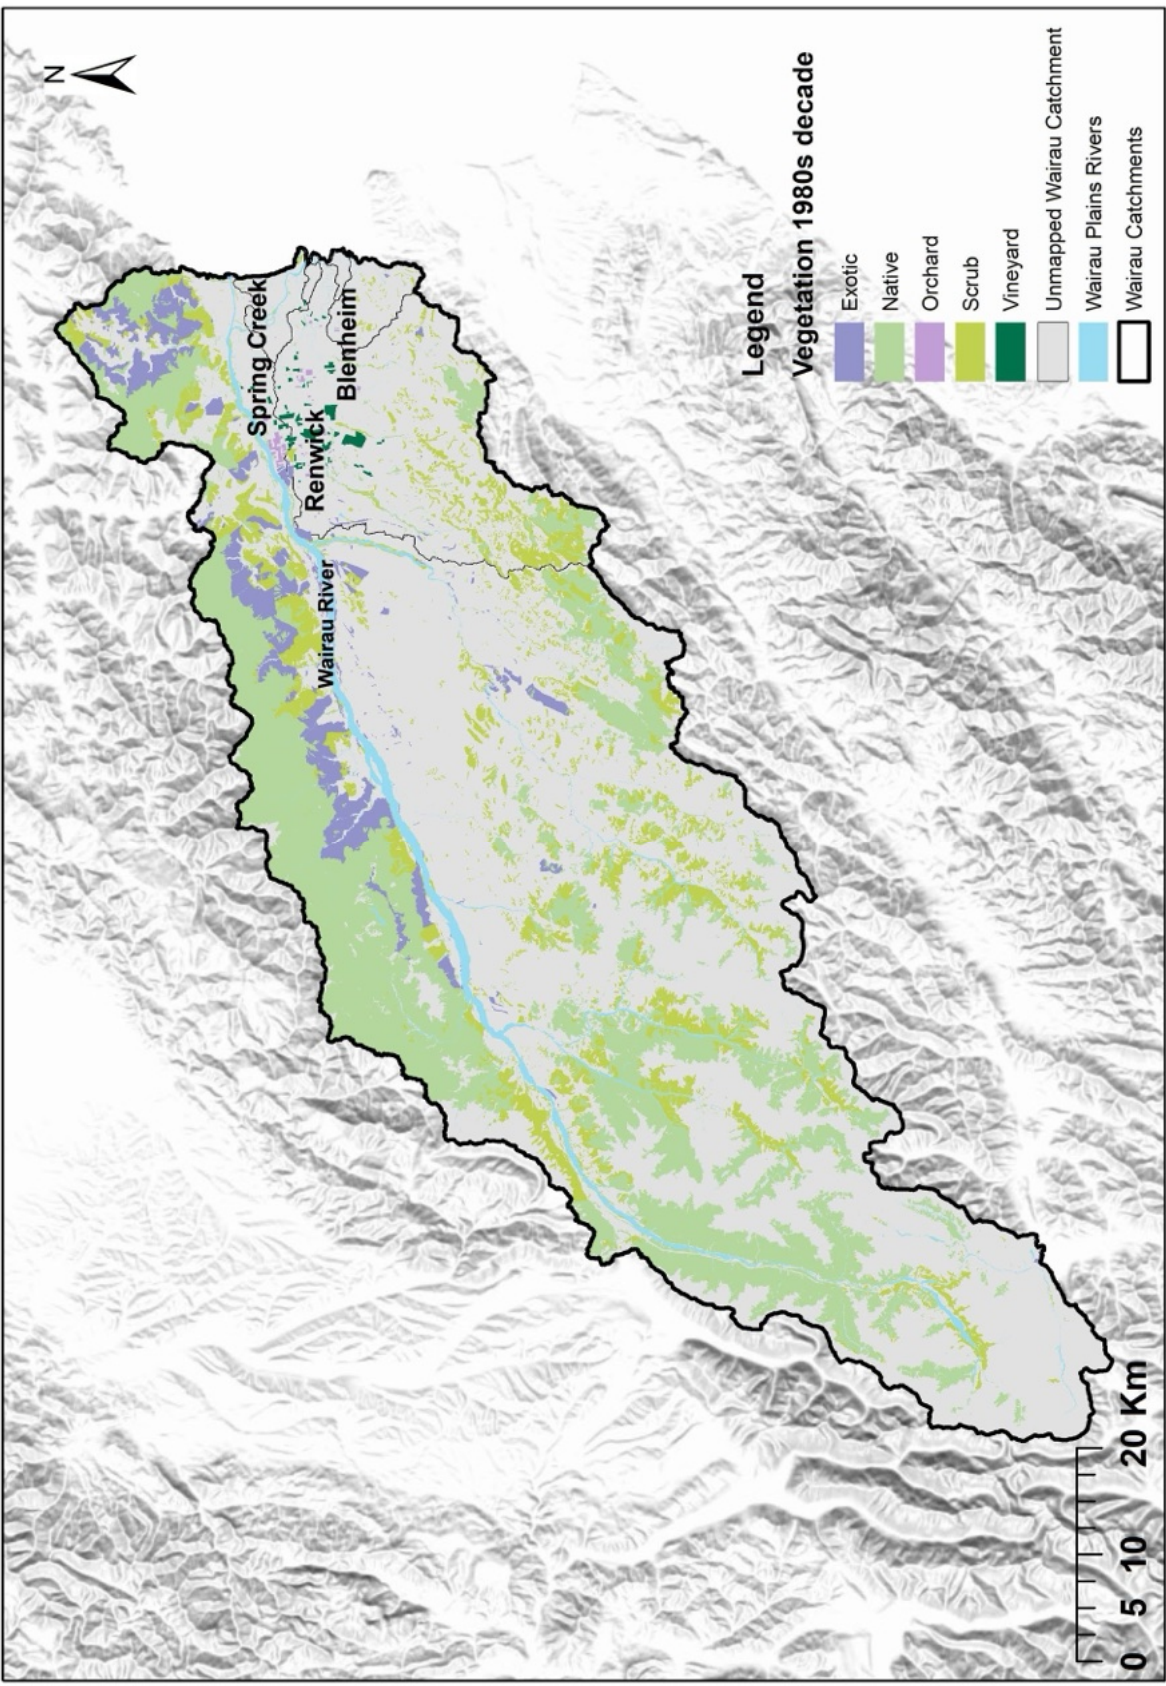 N
Spring Creek
Renwick
Blenheim
Wairau River
Legend
Vegetation 1980s decade
Exotic
Native
Orchard
Scrub
Vineyard
Unmapped Wairau Catchment
Wairau Plains Rivers
Wairau Catchments
0 5 10 20 Km